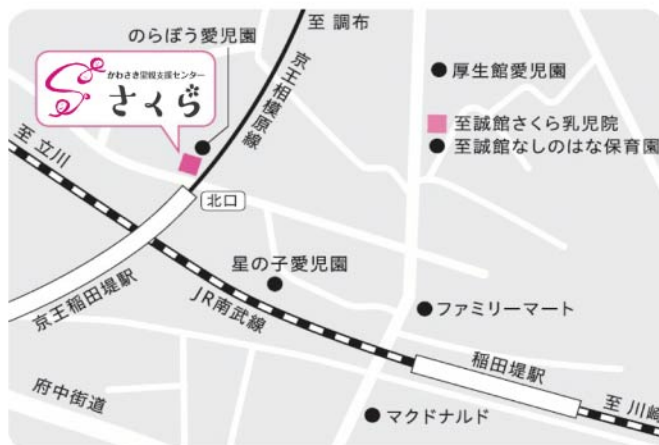 至 調布
のらぼう愛児園
かわさき里親支援センター
さくら
京王相模原線
厚生館愛児園
至誠館さくら乳児院
至誠館なしのはな保育園
至 立川
北口
星の子愛児園
京王稲田堤駅
JR南武線
ファミリーマート
稲田堤駅
府中街道
マクドナルド
至 川崎